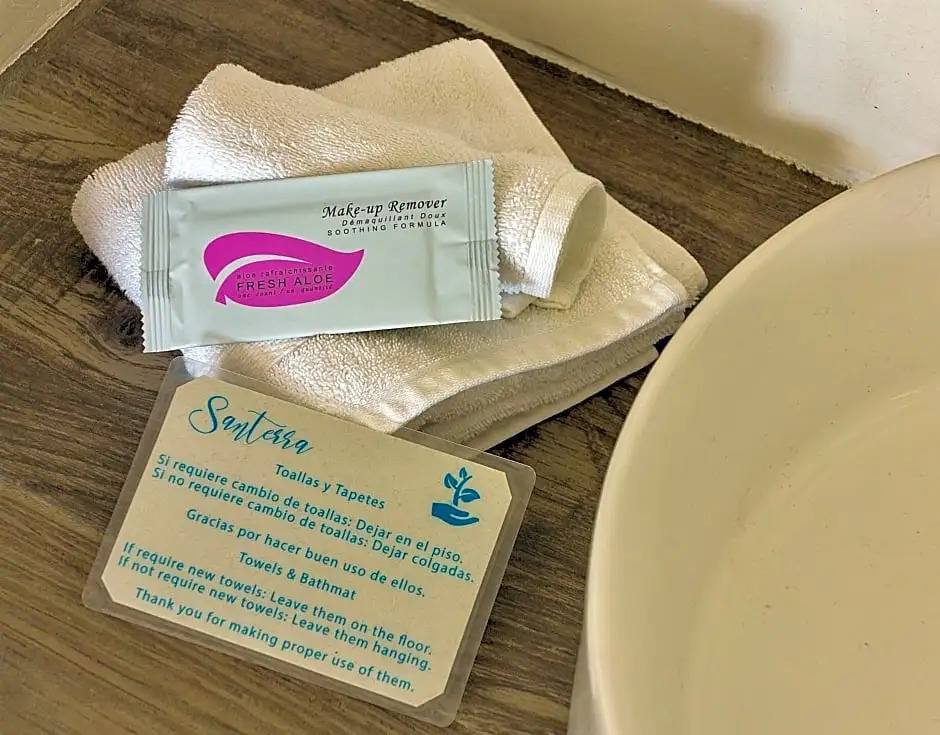 Make-up Remover
Démaquillant Doux
SOOTHING FORMULA
aloe rafraîchissante
FRESH ALOE
Santerra
Toallas y Tapetes
Si requiere cambio de toallas: Dejar en el piso.
Si no requiere cambio de toallas: Dejar colgadas.
Gracias por hacer buen uso de ellos.
Towels & Bathmat
If require new towels: Leave them on the floor.
If not require new towels: Leave them hanging.
Thank you for making proper use of them.